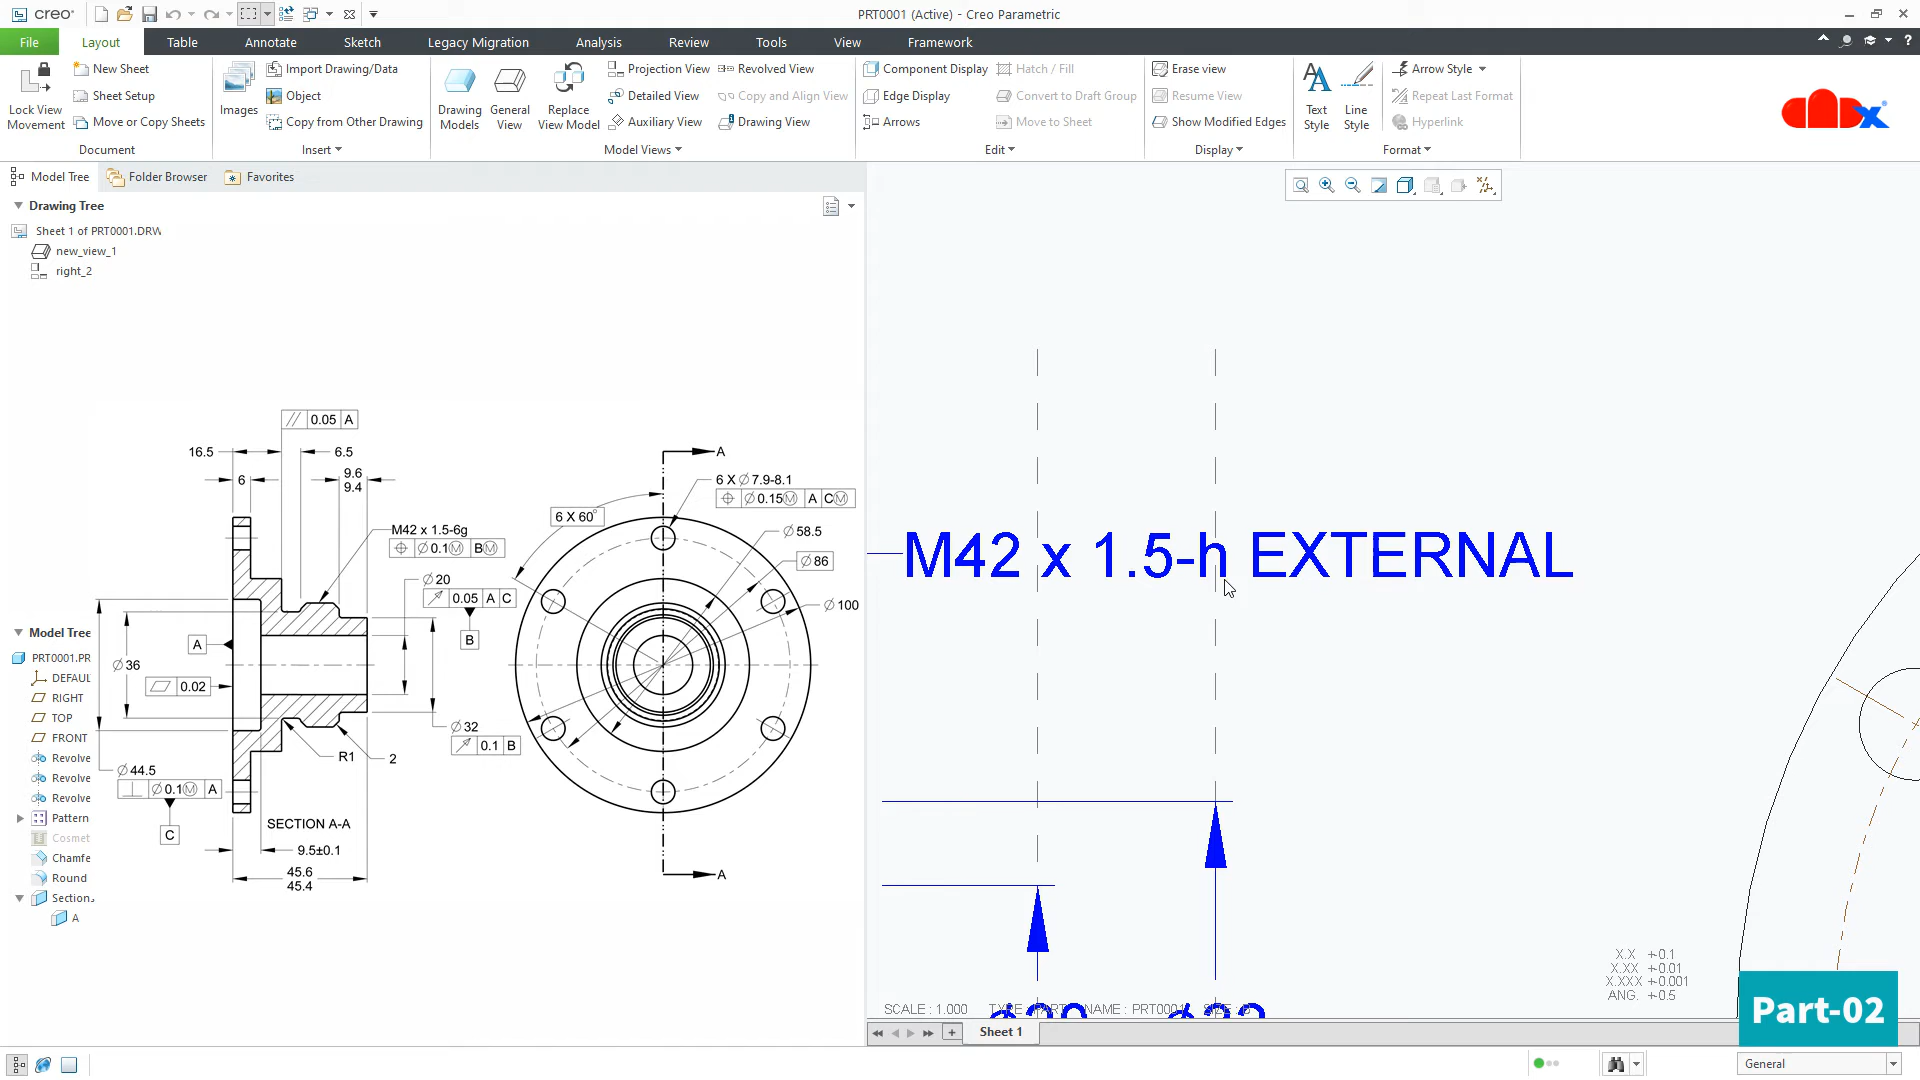 creo
PRT0001 (Active) - Creo Parametric
File
Layout
Table
Annotate
Sketch
Legacy Migration
Analysis
Review
Tools
View
Framework
Lock View Movement
New Sheet
Sheet Setup
Move or Copy Sheets
Document
Images
Import Drawing/Data
Object
Copy from Other Drawing
Insert
Drawing Models
General View
Replace View Model
Projection View
Detailed View
Auxiliary View
Revolved View
Copy and Align View
Drawing View
Model Views
Component Display
Edge Display
Arrows
Hatch / Fill
Convert to Draft Group
Move to Sheet
Edit
Erase view
Resume View
Show Modified Edges
Display
Text Style
Line Style
Arrow Style
Repeat Last Format
Hyperlink
Format
Model Tree
Folder Browser
Favorites
Drawing Tree
Sheet 1 of PRT0001.DRW
new_view_1
right_2
// 0.05 A
16.5
6.5
6
9.6
9.4
M42 x 1.5-6g
⌖ ∅0.1Ⓜ BⓂ
∅20
↗ 0.05 A C
B
A
∅36
▱ 0.02
∅32
↗ 0.1 B
R1
2
∅44.5
⊥ ∅0.1Ⓜ A
C
SECTION A-A
9.5±0.1
45.6
45.4
A
6 X ∅7.9-8.1
⌖ ∅0.15Ⓜ A CⓂ
6 X 60°
∅58.5
∅86
∅100
A
Model Tree
PRT0001.PR
DEFAUL
RIGHT
TOP
FRONT
Revolve
Revolve
Revolve
Pattern
Cosmet
Chamfe
Round
Section
A
M42 x 1.5-h EXTERNAL
X.X +-0.1
X.XX +-0.01
X.XXX +-0.001
ANG. +-0.5
SCALE : 1.000 TYPE : PART NAME : PRT0001
Sheet 1
Part-02
General